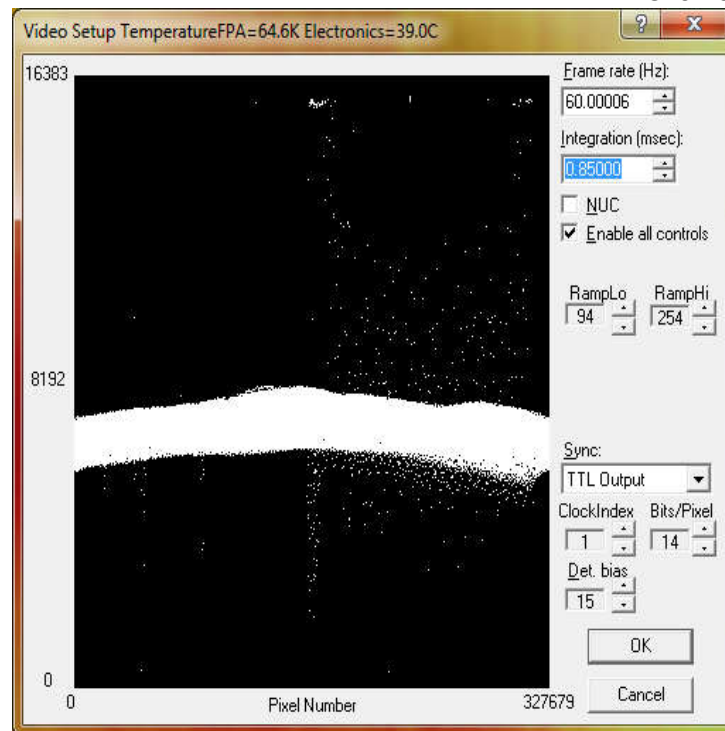 Video Setup TemperatureFPA=64.6K Electronics=39.0C
16383
Frame rate (Hz):
60.00006
Integration (msec):
0.85000
NUC
Enable all controls
RampLo RampHi
94 254
8192
Sync:
TTL Output
ClockIndex Bits/Pixel
1 14
Det. bias
15
OK
0
Cancel
0 Pixel Number 327679